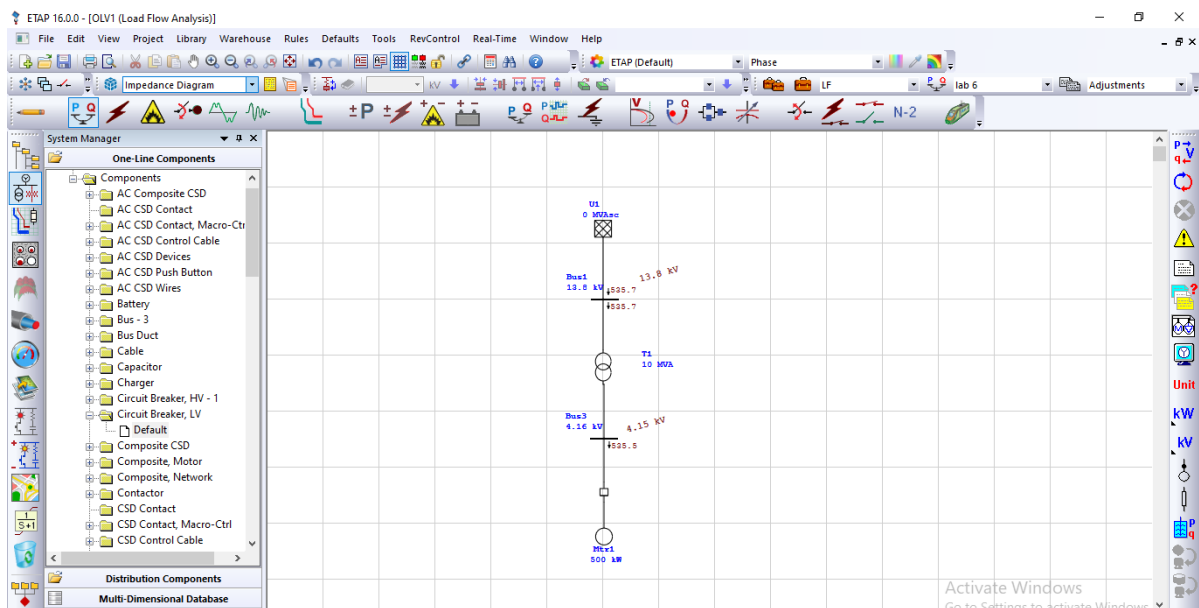 ETAP 16.0.0 - [OLV1 (Load Flow Analysis)]
File Edit View Project Library Warehouse Rules Defaults Tools RevControl Real-Time Window Help
ETAP (Default) Phase
Impedance Diagram kV LF lab 6 Adjustments
P Q ±P P Q V P Q N-2
System Manager
One-Line Components
Components
AC Composite CSD
AC CSD Contact
AC CSD Contact, Macro-Ctr
AC CSD Control Cable
AC CSD Devices
AC CSD Push Button
AC CSD Wires
Battery
Bus - 3
Bus Duct
Cable
Capacitor
Charger
Circuit Breaker, HV - 1
Circuit Breaker, LV
Default
Composite CSD
Composite, Motor
Composite, Network
Contactor
CSD Contact
CSD Contact, Macro-Ctrl
CSD Control Cable
Distribution Components
Multi-Dimensional Database
U1
0 MVAsc
Bus1
13.8 kV
13.8 kV
535.7
535.7
T1
10 MVA
Bus3
4.16 kV
4.15 kV
535.5
Mtr1
500 kW
Unit
kW
kV
Activate Windows
Go to Settings to activate Windows.